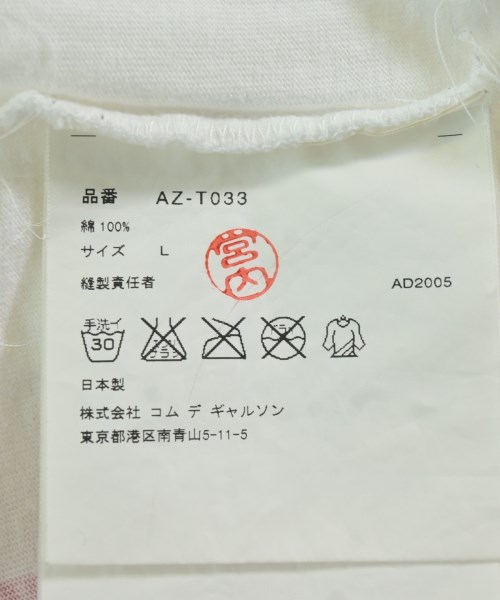 品番 AZ-T033
綿 100%
サイズ L
宮内
縫製責任者 AD2005
手洗イ
30
日本製
株式会社 コム デ ギャルソン
東京都港区南青山5-11-5